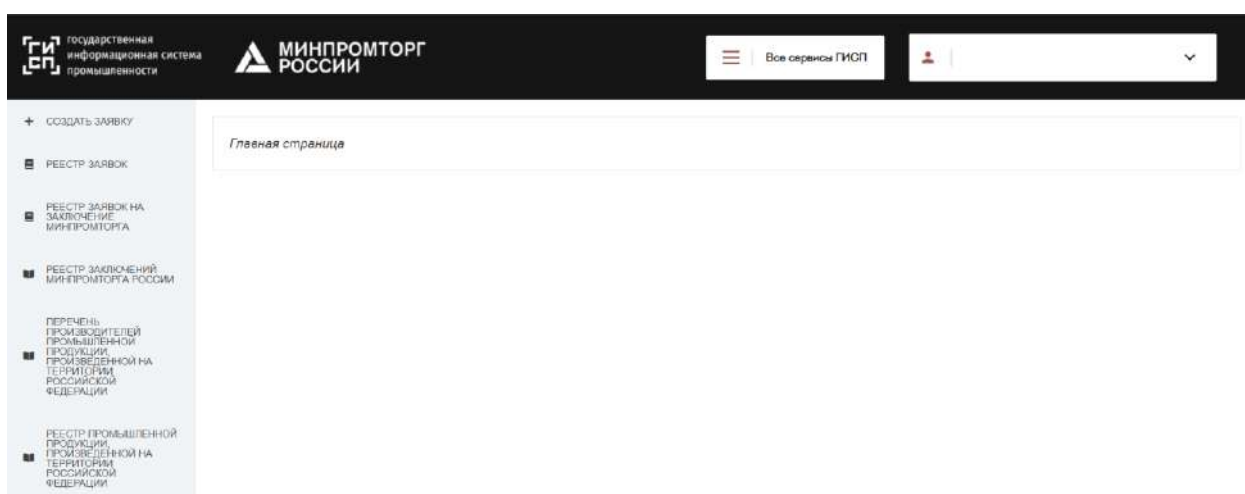 ГИСП
государственная
информационная система
промышленности
МИНПРОМТОРГ
РОССИИ
Все сервисы ГИСП
СОЗДАТЬ ЗАЯВКУ
Главная страница
РЕЕСТР ЗАЯВОК
РЕЕСТР ЗАЯВОК НА
ЗАКЛЮЧЕНИЕ
МИНПРОМТОРГА
РЕЕСТР ЗАКЛЮЧЕНИЙ
МИНПРОМТОРГА РОССИИ
ПЕРЕЧЕНЬ
ПРОИЗВОДИТЕЛЕЙ
ПРОМЫШЛЕННОЙ
ПРОДУКЦИИ,
ПРОИЗВЕДЕННОЙ НА
ТЕРРИТОРИИ
РОССИЙСКОЙ
ФЕДЕРАЦИИ
РЕЕСТР ПРОМЫШЛЕННОЙ
ПРОДУКЦИИ,
ПРОИЗВЕДЕННОЙ НА
ТЕРРИТОРИИ
РОССИЙСКОЙ
ФЕДЕРАЦИИ